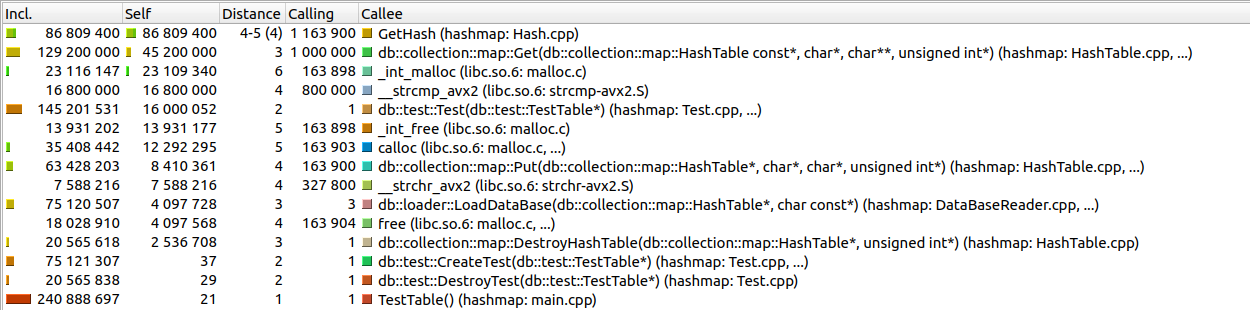 Incl. Self Distance Calling Callee
86 809 400 86 809 400 4-5 (4) 1 163 900 GetHash (hashmap: Hash.cpp)
129 200 000 45 200 000 3 1 000 000 db::collection::map::Get(db::collection::map::HashTable const*, char*, char**, unsigned int*) (hashmap: HashTable.cpp, ...)
23 116 147 23 109 340 6 163 898 _int_malloc (libc.so.6: malloc.c)
16 800 000 16 800 000 4 800 000 __strcmp_avx2 (libc.so.6: strcmp-avx2.S)
145 201 531 16 000 052 2 1 db::test::Test(db::test::TestTable*) (hashmap: Test.cpp, ...)
13 931 202 13 931 177 5 163 898 _int_free (libc.so.6: malloc.c)
35 408 442 12 292 295 5 163 903 calloc (libc.so.6: malloc.c, ...)
63 428 203 8 410 361 4 163 900 db::collection::map::Put(db::collection::map::HashTable*, char*, char*, unsigned int*) (hashmap: HashTable.cpp, ...)
7 588 216 7 588 216 4 327 800 __strchr_avx2 (libc.so.6: strchr-avx2.S)
75 120 507 4 097 728 3 3 db::loader::LoadDataBase(db::collection::map::HashTable*, char const*) (hashmap: DataBaseReader.cpp, ...)
18 028 910 4 097 568 4 163 904 free (libc.so.6: malloc.c, ...)
20 565 618 2 536 708 3 1 db::collection::map::DestroyHashTable(db::collection::map::HashTable*, unsigned int*) (hashmap: HashTable.cpp)
75 121 307 37 2 1 db::test::CreateTest(db::test::TestTable*) (hashmap: Test.cpp, ...)
20 565 838 29 2 1 db::test::DestroyTest(db::test::TestTable*) (hashmap: Test.cpp)
240 888 697 21 1 1 TestTable() (hashmap: main.cpp)